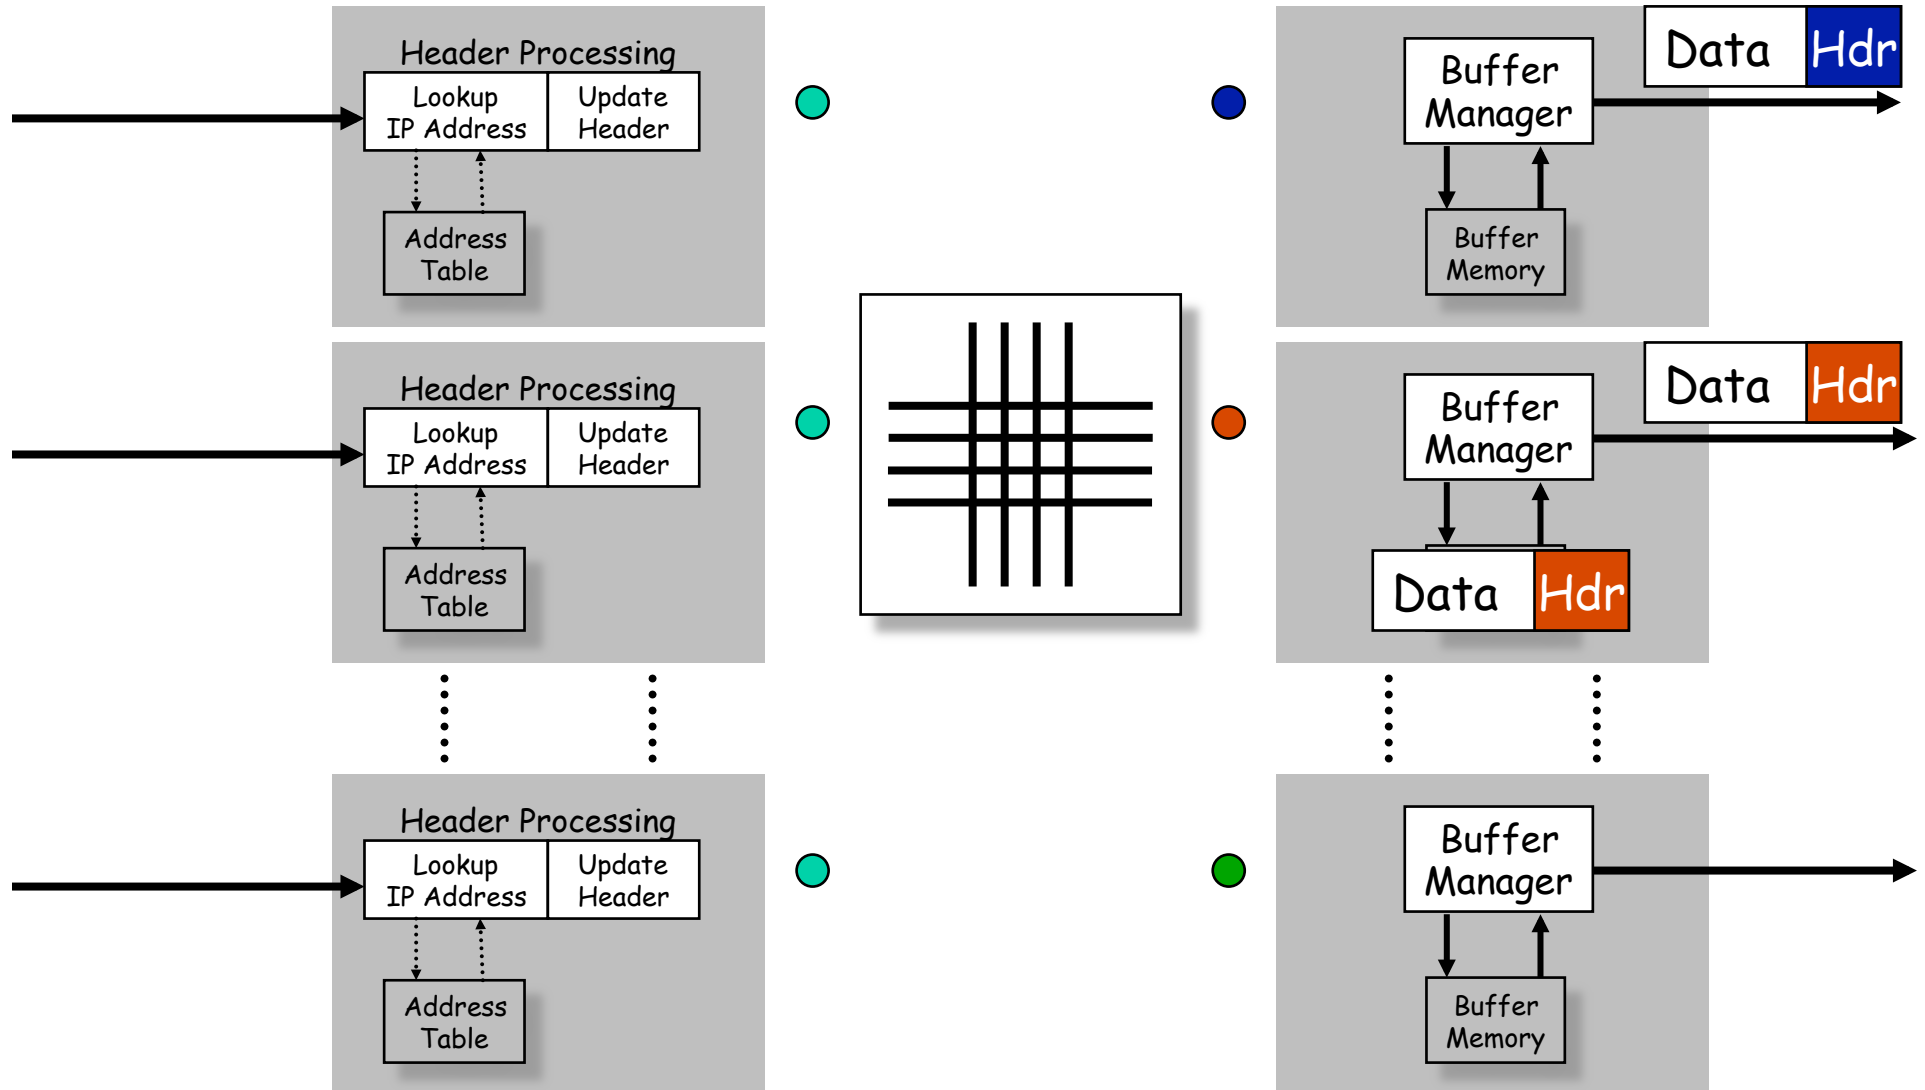 Header Processing
Lookup
IP Address
Update
Header
Address
Table
Buffer
Manager
Buffer
Memory
Data Hdr
Header Processing
Lookup
IP Address
Update
Header
Address
Table
Buffer
Manager
Data Hdr
Data Hdr
Header Processing
Lookup
IP Address
Update
Header
Address
Table
Buffer
Manager
Buffer
Memory